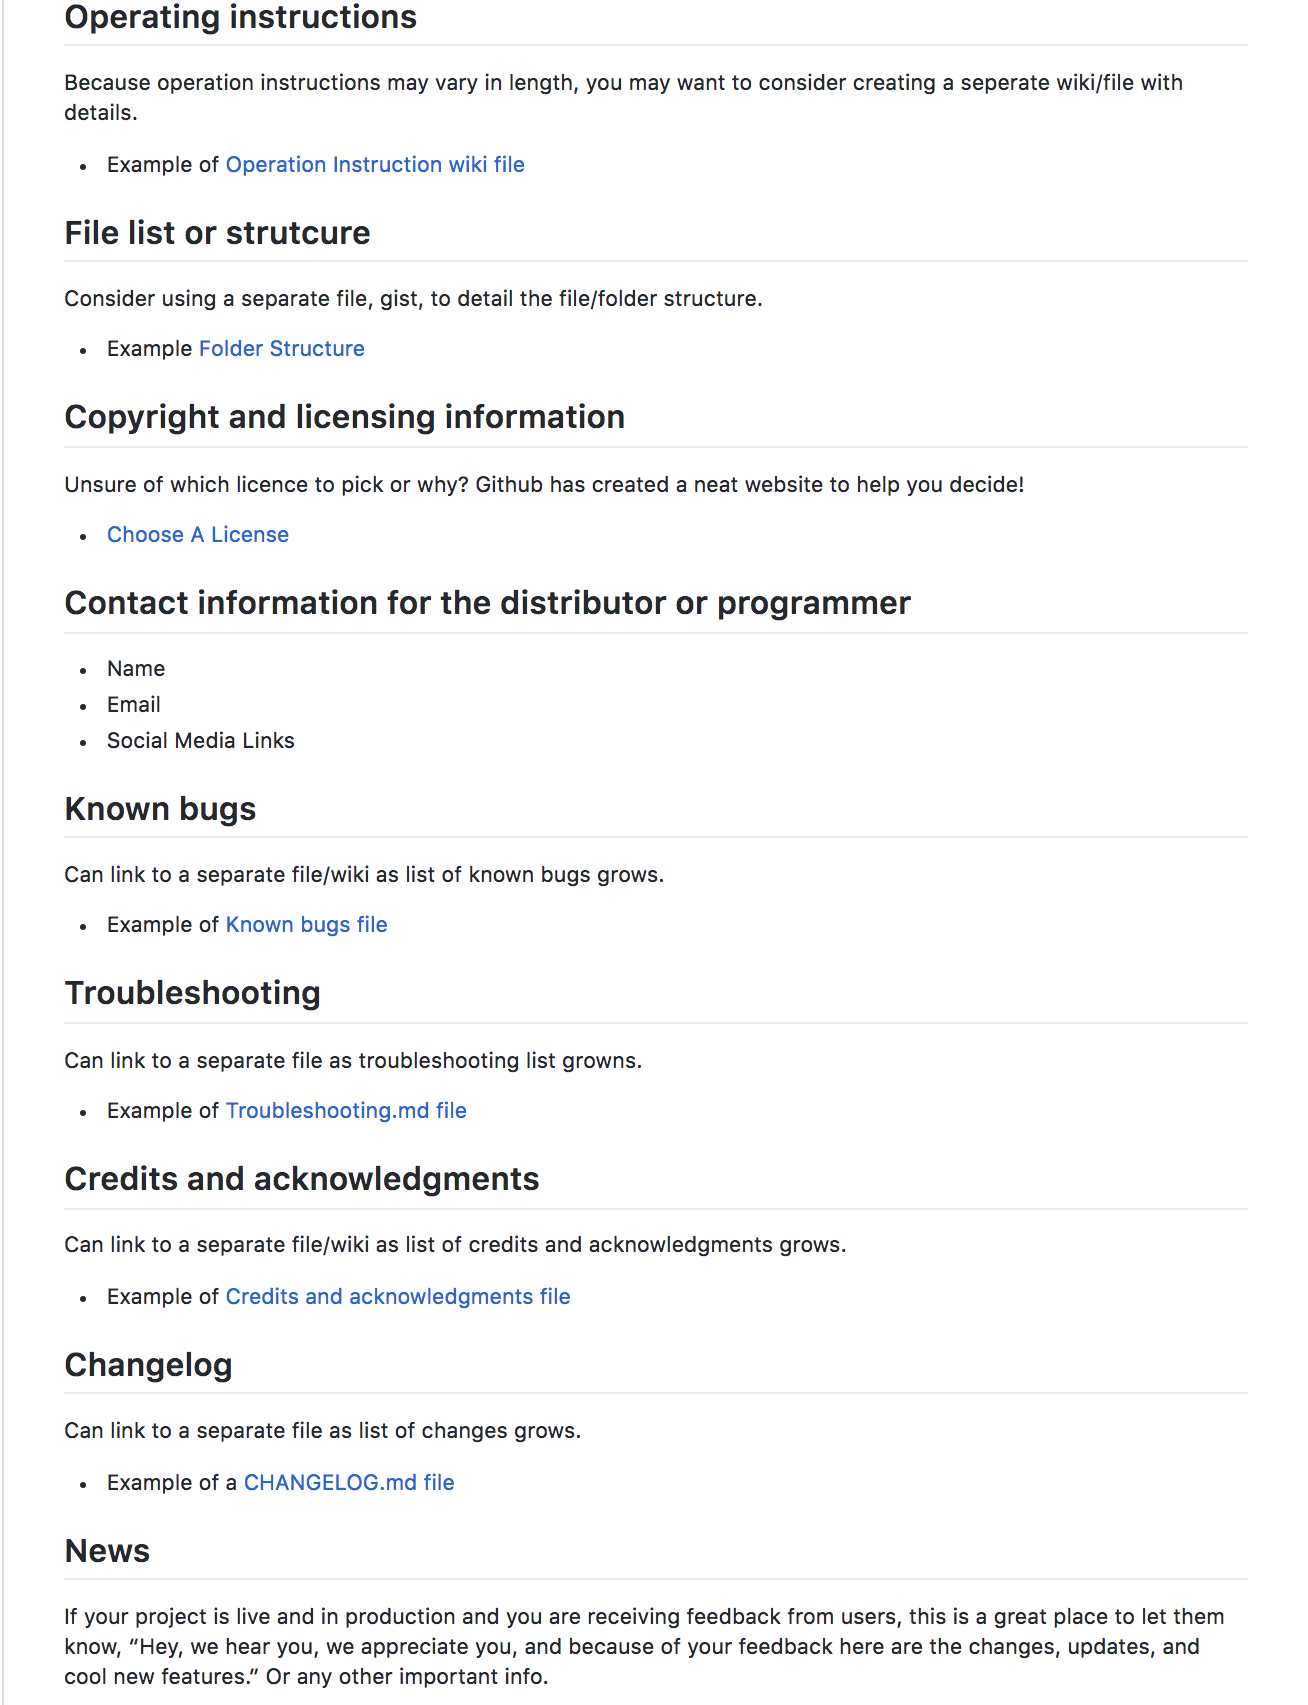 Operating instructions
Because operation instructions may vary in length, you may want to consider creating a seperate wiki/file with
details.
• Example of Operation Instruction wiki file
File list or strutcure
Consider using a separate file, gist, to detail the file/folder structure.
• Example Folder Structure
Copyright and licensing information
Unsure of which licence to pick or why? Github has created a neat website to help you decide!
• Choose A License
Contact information for the distributor or programmer
• Name
• Email
• Social Media Links
Known bugs
Can link to a separate file/wiki as list of known bugs grows.
• Example of Known bugs file
Troubleshooting
Can link to a separate file as troubleshooting list growns.
• Example of Troubleshooting.md file
Credits and acknowledgments
Can link to a separate file/wiki as list of credits and acknowledgments grows.
• Example of Credits and acknowledgments file
Changelog
Can link to a separate file as list of changes grows.
• Example of a CHANGELOG.md file
News
If your project is live and in production and you are receiving feedback from users, this is a great place to let them
know, “Hey, we hear you, we appreciate you, and because of your feedback here are the changes, updates, and
cool new features.” Or any other important info.